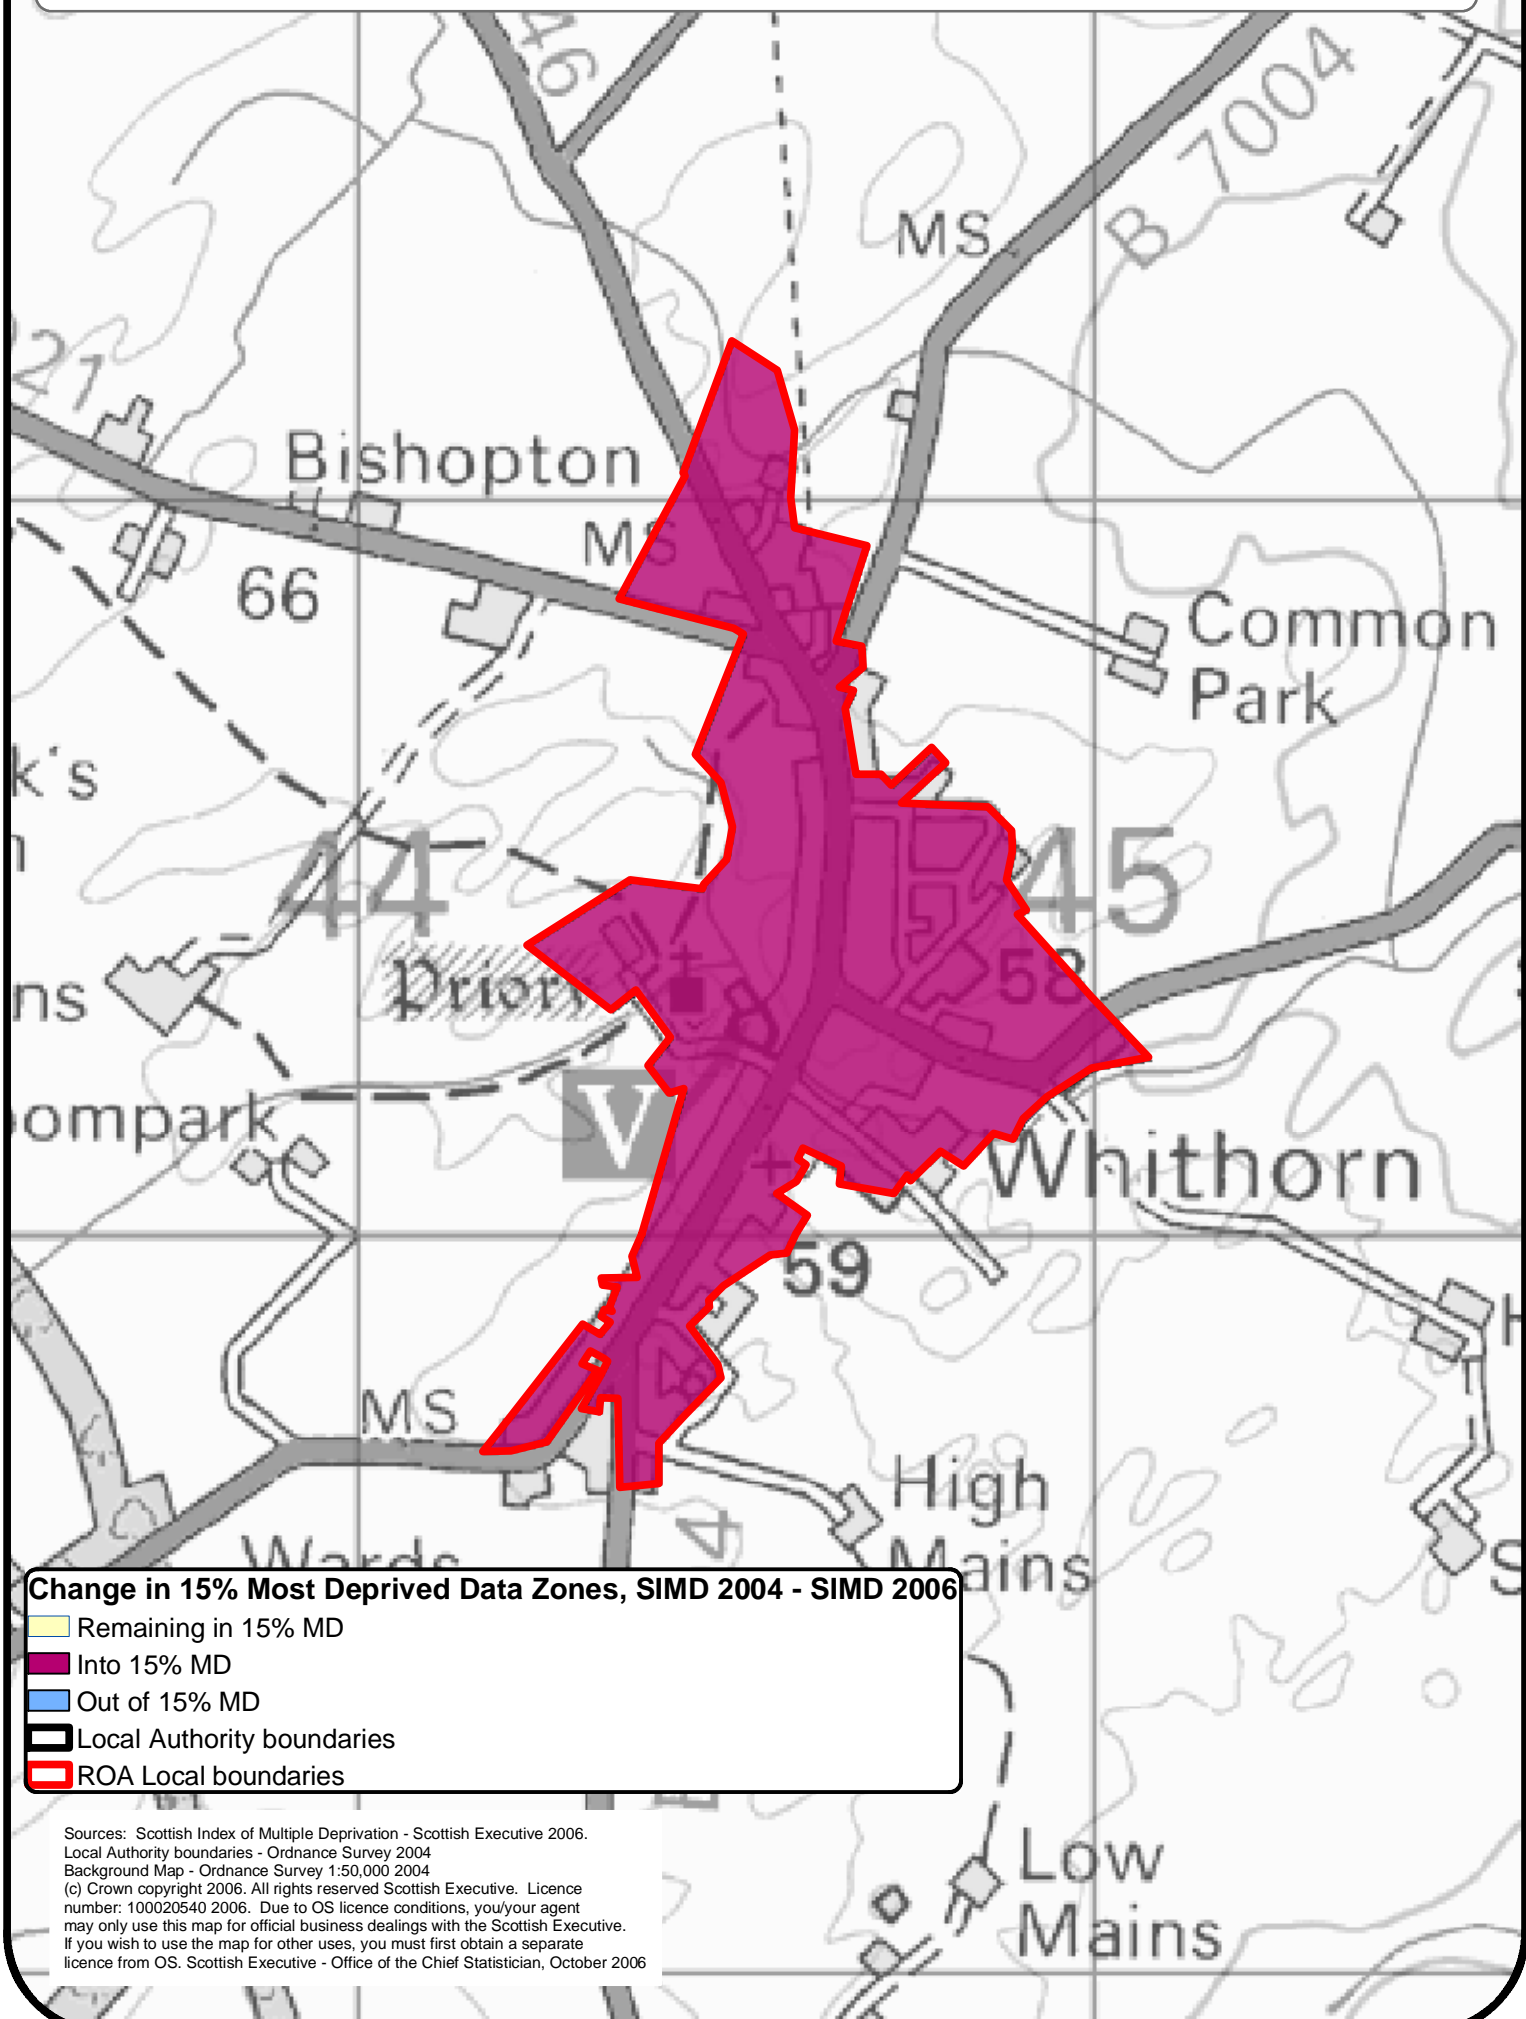 46
B 7004
MS
21
Bishopton
MS
66
Common
Park
k's
44
45
Priory
58
ns
V
Whithorn
59
MS
High
Mains
4
Wards
Change in 15% Most Deprived Data Zones, SIMD 2004 - SIMD 2006
Remaining in 15% MD
Into 15% MD
Out of 15% MD
Local Authority boundaries
ROA Local boundaries
Sources: Scottish Index of Multiple Deprivation - Scottish Executive 2006.
Local Authority boundaries - Ordnance Survey 2004
Background Map - Ordnance Survey 1:50,000 2004
(c) Crown copyright 2006. All rights reserved Scottish Executive. Licence
number: 100020540 2006. Due to OS licence conditions, you/your agent
may only use this map for official business dealings with the Scottish Executive.
If you wish to use the map for other uses, you must first obtain a separate
licence from OS. Scottish Executive - Office of the Chief Statistician, October 2006
Low
Mains
ompark